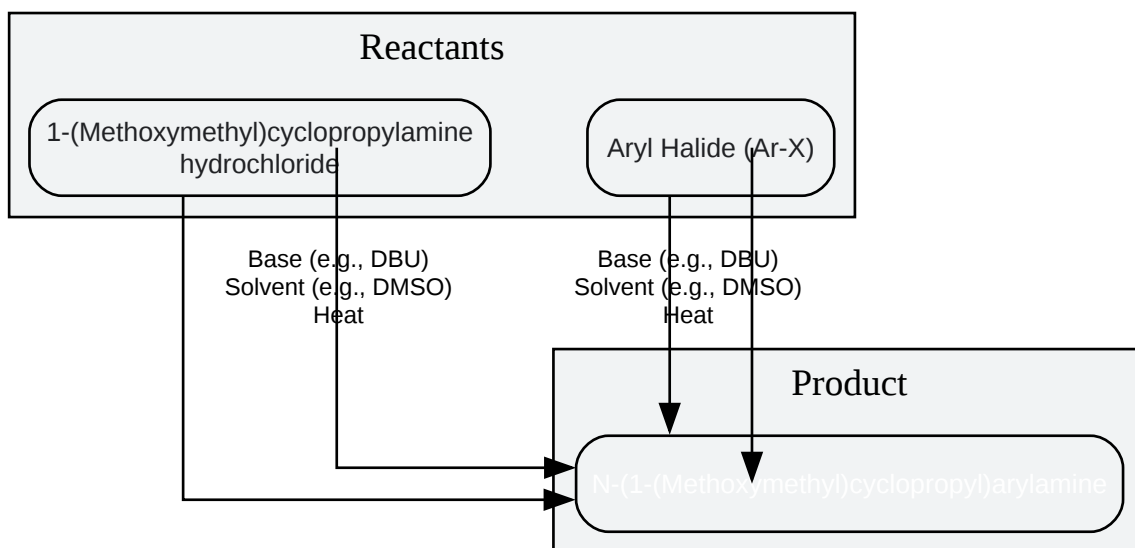 Reactants
1-(Methoxymethyl)cyclopropylamine
hydrochloride
Aryl Halide (Ar-X)
Base (e.g., DBU)
Solvent (e.g., DMSO)
Heat
Base (e.g., DBU)
Solvent (e.g., DMSO)
Heat
Product
N-(1-(Methoxymethyl)cyclopropyl)arylamine